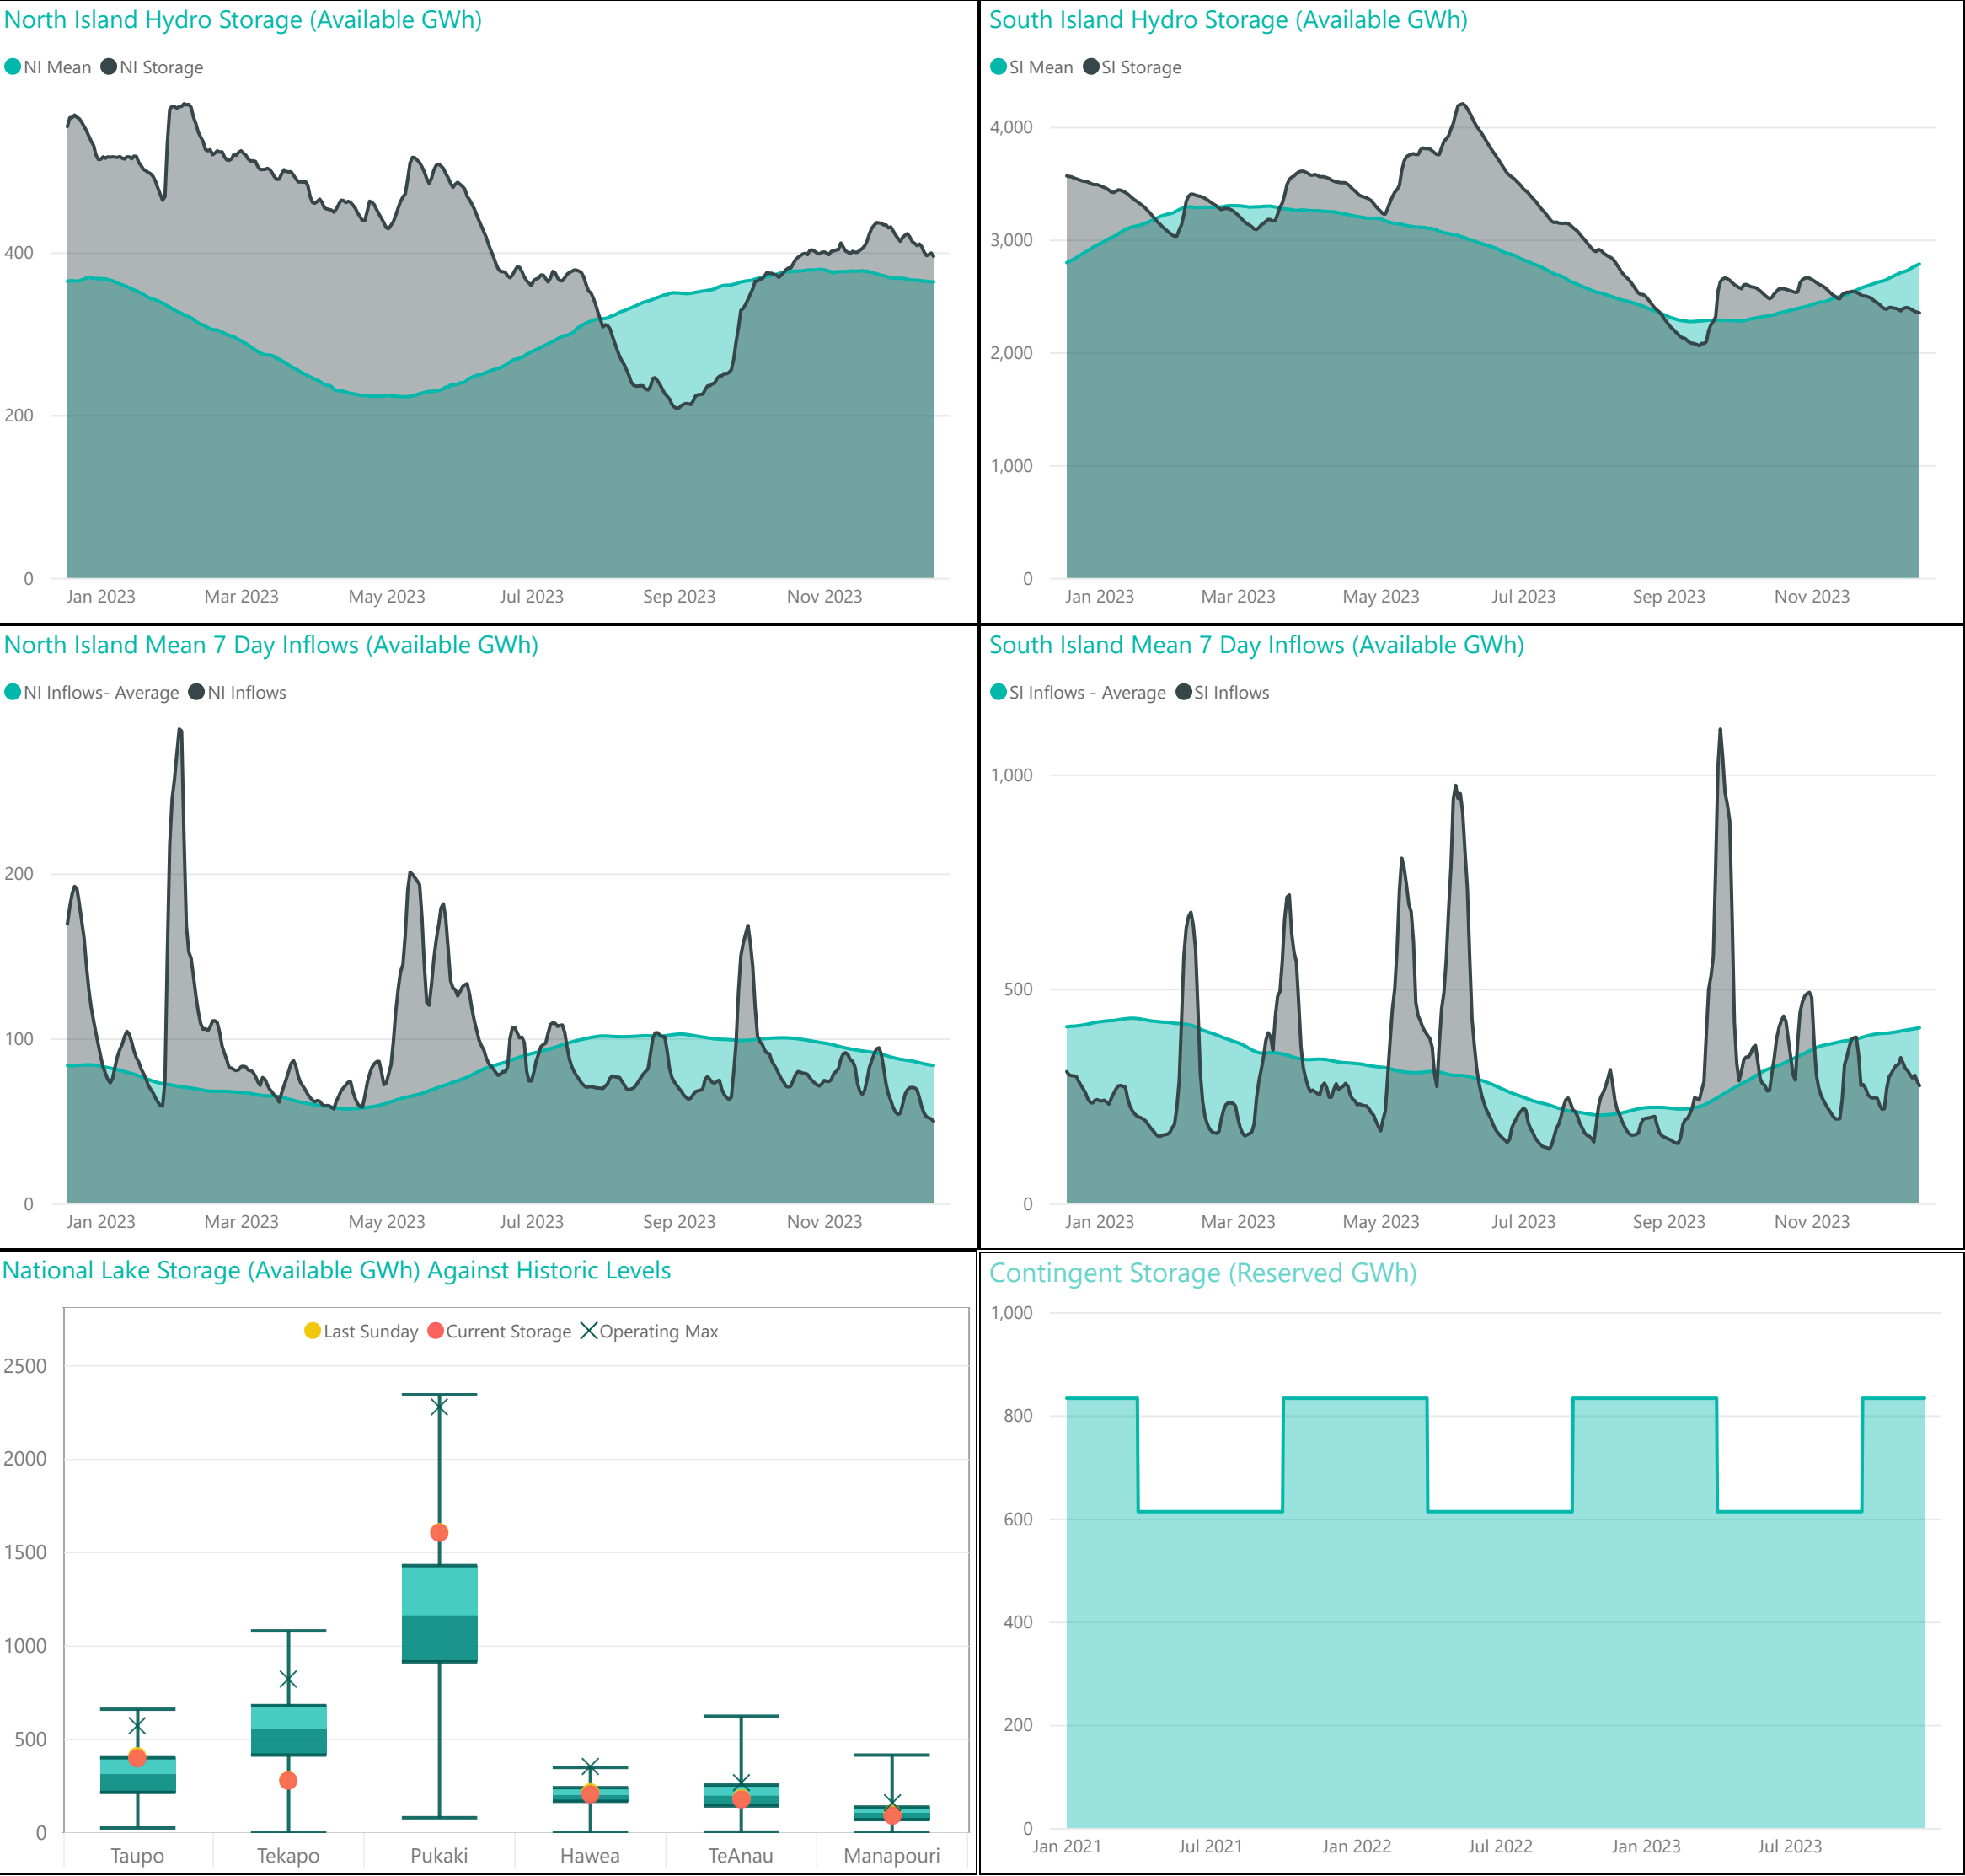 North Island Hydro Storage (Available GWh)
NI Mean NI Storage
400
200
0
Jan 2023 Mar 2023 May 2023 Jul 2023 Sep 2023 Nov 2023
South Island Hydro Storage (Available GWh)
SI Mean SI Storage
4,000
3,000
2,000
1,000
0
Jan 2023 Mar 2023 May 2023 Jul 2023 Sep 2023 Nov 2023
North Island Mean 7 Day Inflows (Available GWh)
NI Inflows- Average NI Inflows
200
100
0
Jan 2023 Mar 2023 May 2023 Jul 2023 Sep 2023 Nov 2023
South Island Mean 7 Day Inflows (Available GWh)
SI Inflows - Average SI Inflows
1,000
500
0
Jan 2023 Mar 2023 May 2023 Jul 2023 Sep 2023 Nov 2023
National Lake Storage (Available GWh) Against Historic Levels
Last Sunday Current Storage Operating Max
2500
2000
1500
1000
500
0
Taupo Tekapo Pukaki Hawea TeAnau Manapouri
Contingent Storage (Reserved GWh)
1,000
800
600
400
200
0
Jan 2021 Jul 2021 Jan 2022 Jul 2022 Jan 2023 Jul 2023